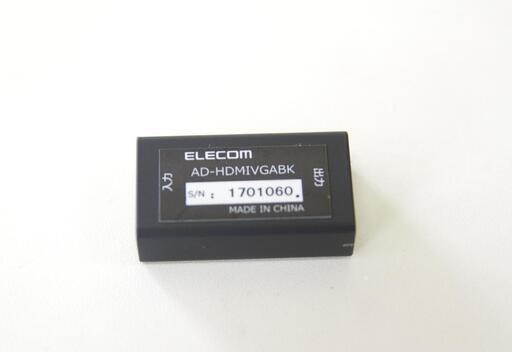 ELECOM
AD-HDMIVGABK
入力
S/N : 1701060.
出力
MADE IN CHINA